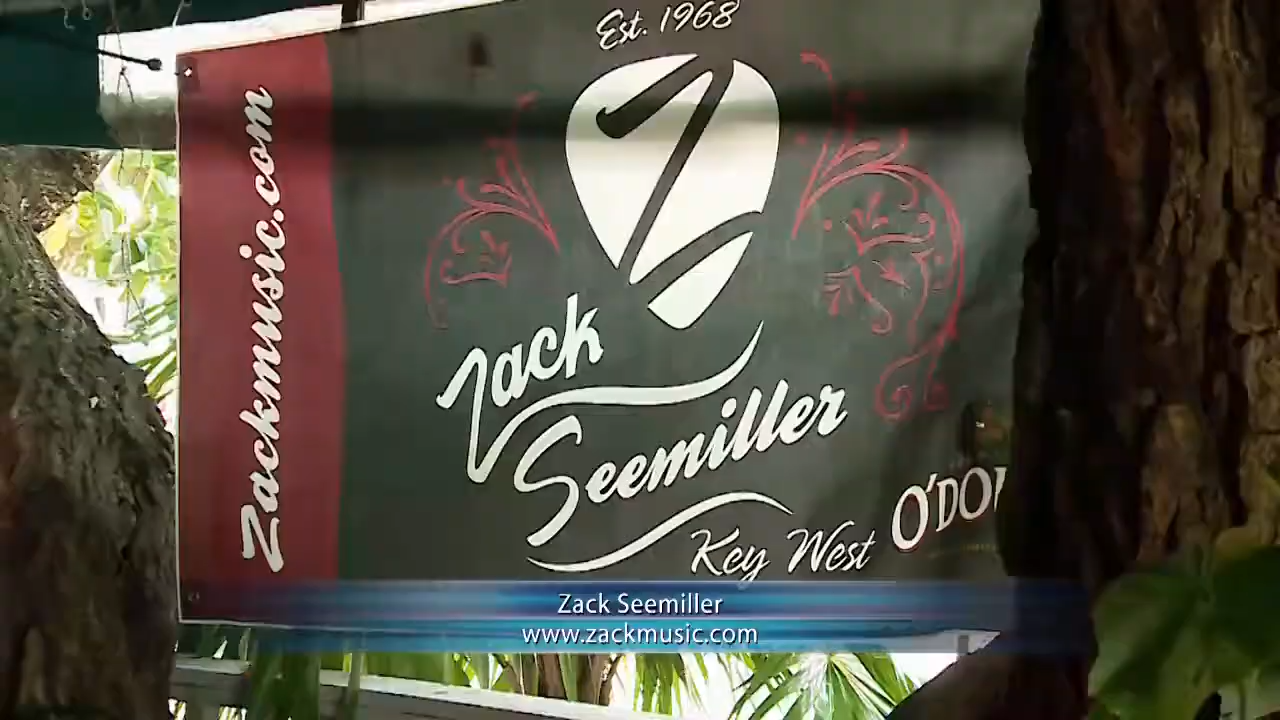 Est. 1968
Z
Zackmusic.com
Zack
Seemiller
Key West
Zack Seemiller
www.zackmusic.com